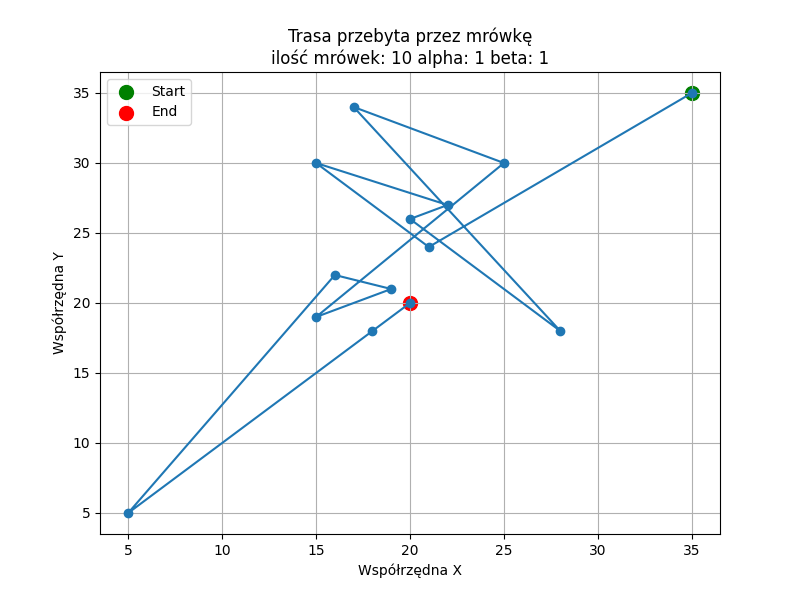 Trasa przebyta przez mrówkę
ilość mrówek: 10 alpha: 1 beta: 1
Start
End
35
30
25
20
15
10
5
Współrzędna Y
5 10 15 20 25 30 35
Współrzędna X